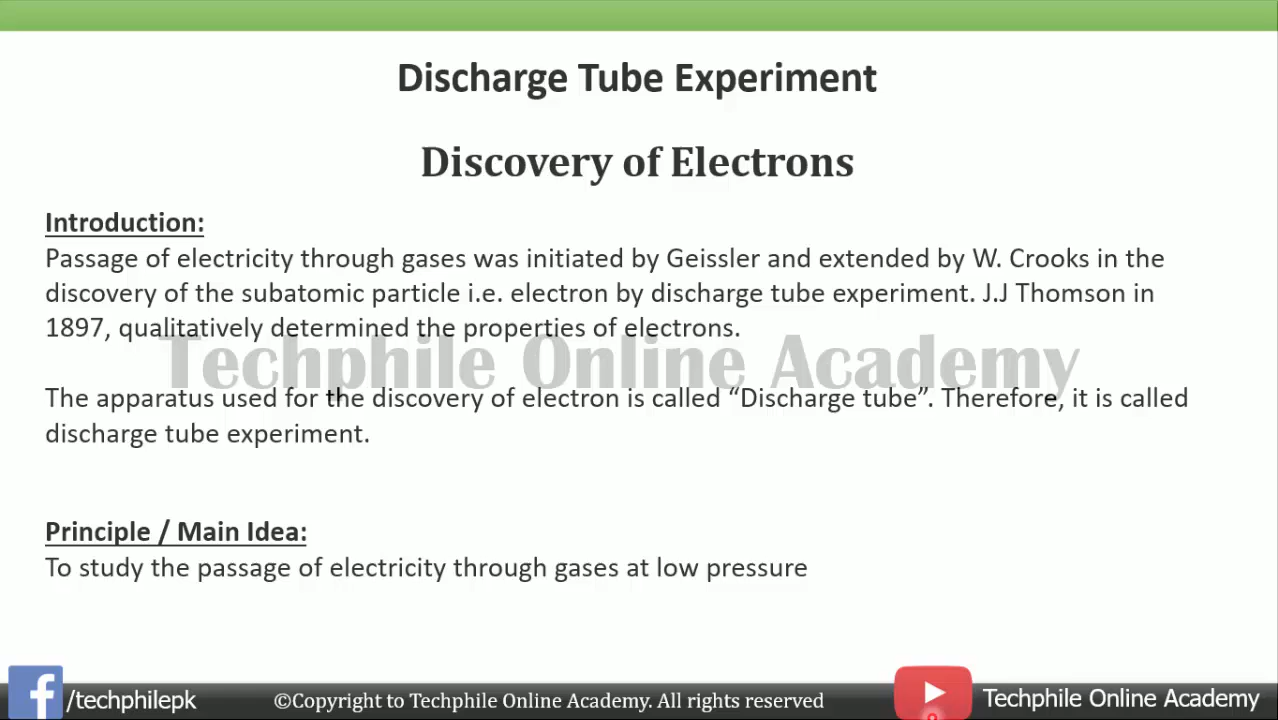 Discharge Tube Experiment
Discovery of Electrons
Introduction:
Passage of electricity through gases was initiated by Geissler and extended by W. Crooks in the
discovery of the subatomic particle i.e. electron by discharge tube experiment. J.J Thomson in
1897, qualitatively determined the properties of electrons.
Techphile Online Academy
The apparatus used for the discovery of electron is called “Discharge tube”. Therefore, it is called
discharge tube experiment.
Principle / Main Idea:
To study the passage of electricity through gases at low pressure
f /techphilepk
©Copyright to Techphile Online Academy. All rights reserved
Techphile Online Academy